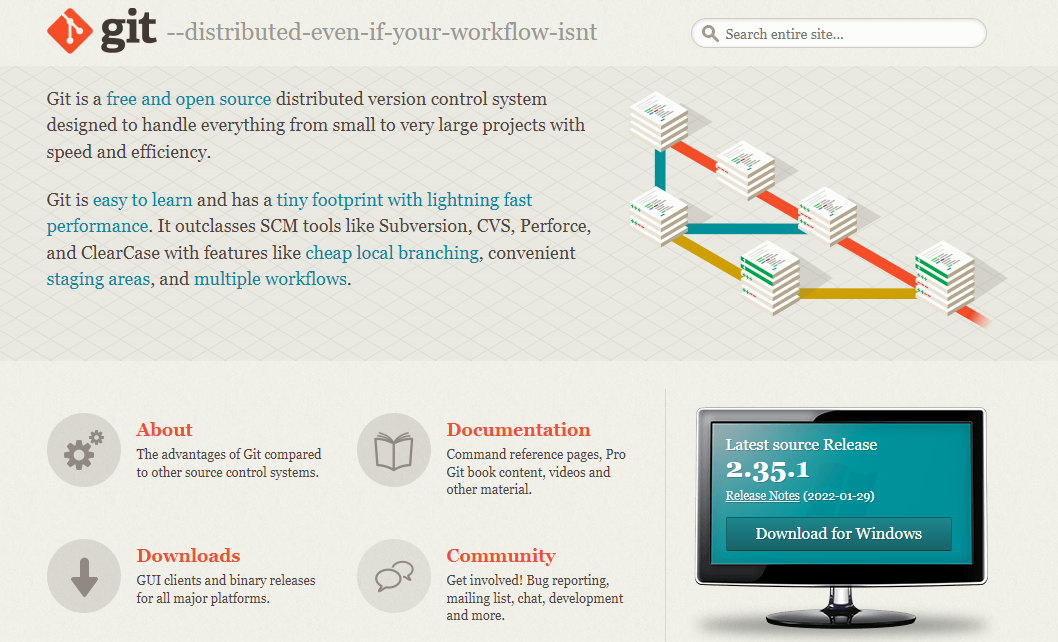 git --distributed-even-if-your-workflow-isnt
Search entire site...
Git is a free and open source distributed version control system
designed to handle everything from small to very large projects with
speed and efficiency.
Git is easy to learn and has a tiny footprint with lightning fast
performance. It outclasses SCM tools like Subversion, CVS, Perforce,
and ClearCase with features like cheap local branching, convenient
staging areas, and multiple workflows.
About
The advantages of Git compared
to other source control systems.
Documentation
Command reference pages, Pro
Git book content, videos and
other material.
Downloads
GUI clients and binary releases
for all major platforms.
Community
Get involved! Bug reporting,
mailing list, chat, development
and more.
Latest source Release
2.35.1
Release Notes (2022-01-29)
Download for Windows